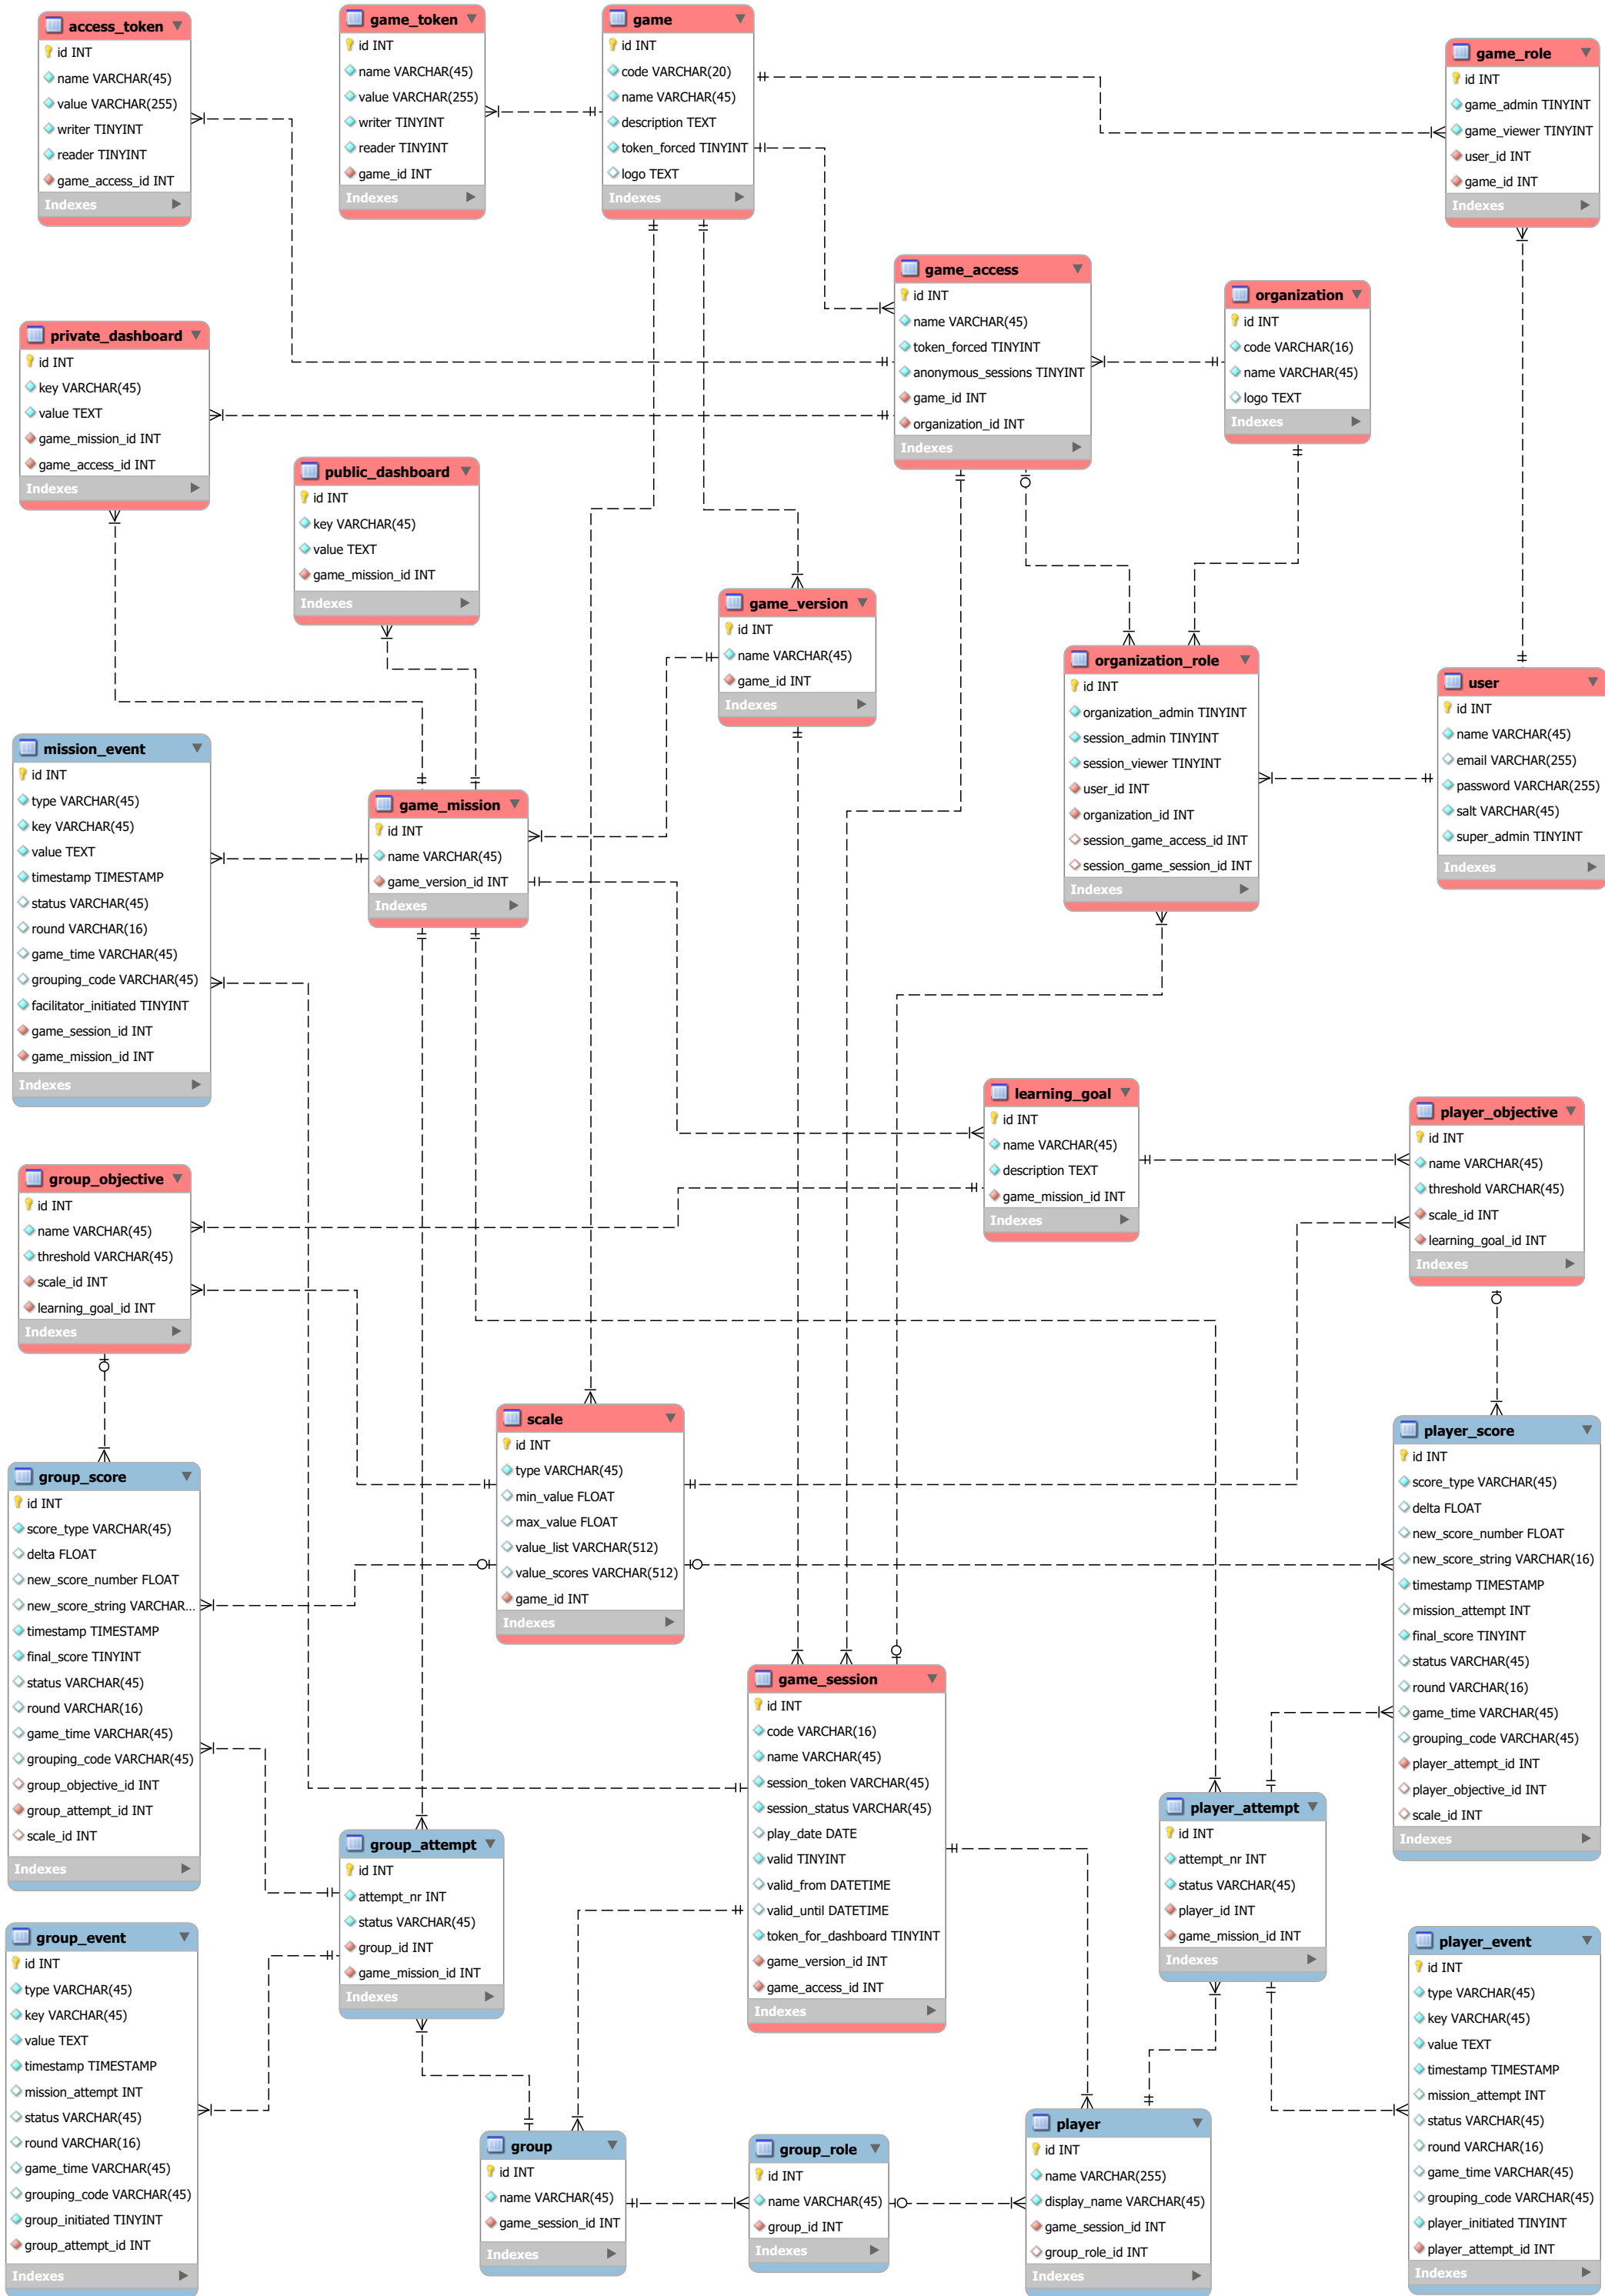 access_token
id INT
name VARCHAR(45)
value VARCHAR(255)
writer TINYINT
reader TINYINT
game_access_id INT
Indexes
game_token
id INT
name VARCHAR(45)
value VARCHAR(255)
writer TINYINT
reader TINYINT
game_id INT
Indexes
game
id INT
code VARCHAR(20)
name VARCHAR(45)
description TEXT
token_forced TINYINT
logo TEXT
Indexes
game_role
id INT
game_admin TINYINT
game_viewer TINYINT
user_id INT
game_id INT
Indexes
game_access
id INT
name VARCHAR(45)
token_forced TINYINT
anonymous_sessions TINYINT
game_id INT
organization_id INT
Indexes
organization
id INT
code VARCHAR(16)
name VARCHAR(45)
logo TEXT
Indexes
private_dashboard
id INT
key VARCHAR(45)
value TEXT
game_mission_id INT
game_access_id INT
Indexes
public_dashboard
id INT
key VARCHAR(45)
value TEXT
game_mission_id INT
Indexes
game_version
id INT
name VARCHAR(45)
game_id INT
Indexes
organization_role
id INT
organization_admin TINYINT
session_admin TINYINT
session_viewer TINYINT
user_id INT
organization_id INT
session_game_access_id INT
session_game_session_id INT
Indexes
user
id INT
name VARCHAR(45)
email VARCHAR(255)
password VARCHAR(255)
salt VARCHAR(45)
super_admin TINYINT
Indexes
mission_event
id INT
type VARCHAR(45)
key VARCHAR(45)
value TEXT
timestamp TIMESTAMP
status VARCHAR(45)
round VARCHAR(16)
game_time VARCHAR(45)
grouping_code VARCHAR(45)
facilitator_initiated TINYINT
game_session_id INT
game_mission_id INT
Indexes
game_mission
id INT
name VARCHAR(45)
game_version_id INT
Indexes
learning_goal
id INT
name VARCHAR(45)
description TEXT
game_mission_id INT
Indexes
player_objective
id INT
name VARCHAR(45)
threshold VARCHAR(45)
scale_id INT
learning_goal_id INT
Indexes
group_objective
id INT
name VARCHAR(45)
threshold VARCHAR(45)
scale_id INT
learning_goal_id INT
Indexes
scale
id INT
type VARCHAR(45)
min_value FLOAT
max_value FLOAT
value_list VARCHAR(512)
value_scores VARCHAR(512)
game_id INT
Indexes
player_score
id INT
score_type VARCHAR(45)
delta FLOAT
new_score_number FLOAT
new_score_string VARCHAR(16)
timestamp TIMESTAMP
mission_attempt INT
final_score TINYINT
status VARCHAR(45)
round VARCHAR(16)
game_time VARCHAR(45)
grouping_code VARCHAR(45)
player_attempt_id INT
player_objective_id INT
scale_id INT
Indexes
group_score
id INT
score_type VARCHAR(45)
delta FLOAT
new_score_number FLOAT
new_score_string VARCHAR...
timestamp TIMESTAMP
final_score TINYINT
status VARCHAR(45)
round VARCHAR(16)
game_time VARCHAR(45)
grouping_code VARCHAR(45)
group_objective_id INT
group_attempt_id INT
scale_id INT
Indexes
game_session
id INT
code VARCHAR(16)
name VARCHAR(45)
session_token VARCHAR(45)
session_status VARCHAR(45)
play_date DATE
valid TINYINT
valid_from DATETIME
valid_until DATETIME
token_for_dashboard TINYINT
game_version_id INT
game_access_id INT
Indexes
player_attempt
id INT
attempt_nr INT
status VARCHAR(45)
player_id INT
game_mission_id INT
Indexes
group_attempt
id INT
attempt_nr INT
status VARCHAR(45)
group_id INT
game_mission_id INT
Indexes
group_event
id INT
type VARCHAR(45)
key VARCHAR(45)
value TEXT
timestamp TIMESTAMP
mission_attempt INT
status VARCHAR(45)
round VARCHAR(16)
game_time VARCHAR(45)
grouping_code VARCHAR(45)
group_initiated TINYINT
group_attempt_id INT
Indexes
player_event
id INT
type VARCHAR(45)
key VARCHAR(45)
value TEXT
timestamp TIMESTAMP
mission_attempt INT
status VARCHAR(45)
round VARCHAR(16)
game_time VARCHAR(45)
grouping_code VARCHAR(45)
player_initiated TINYINT
player_attempt_id INT
Indexes
group
id INT
name VARCHAR(45)
game_session_id INT
Indexes
group_role
id INT
name VARCHAR(45)
group_id INT
Indexes
player
id INT
name VARCHAR(255)
display_name VARCHAR(45)
game_session_id INT
group_role_id INT
Indexes